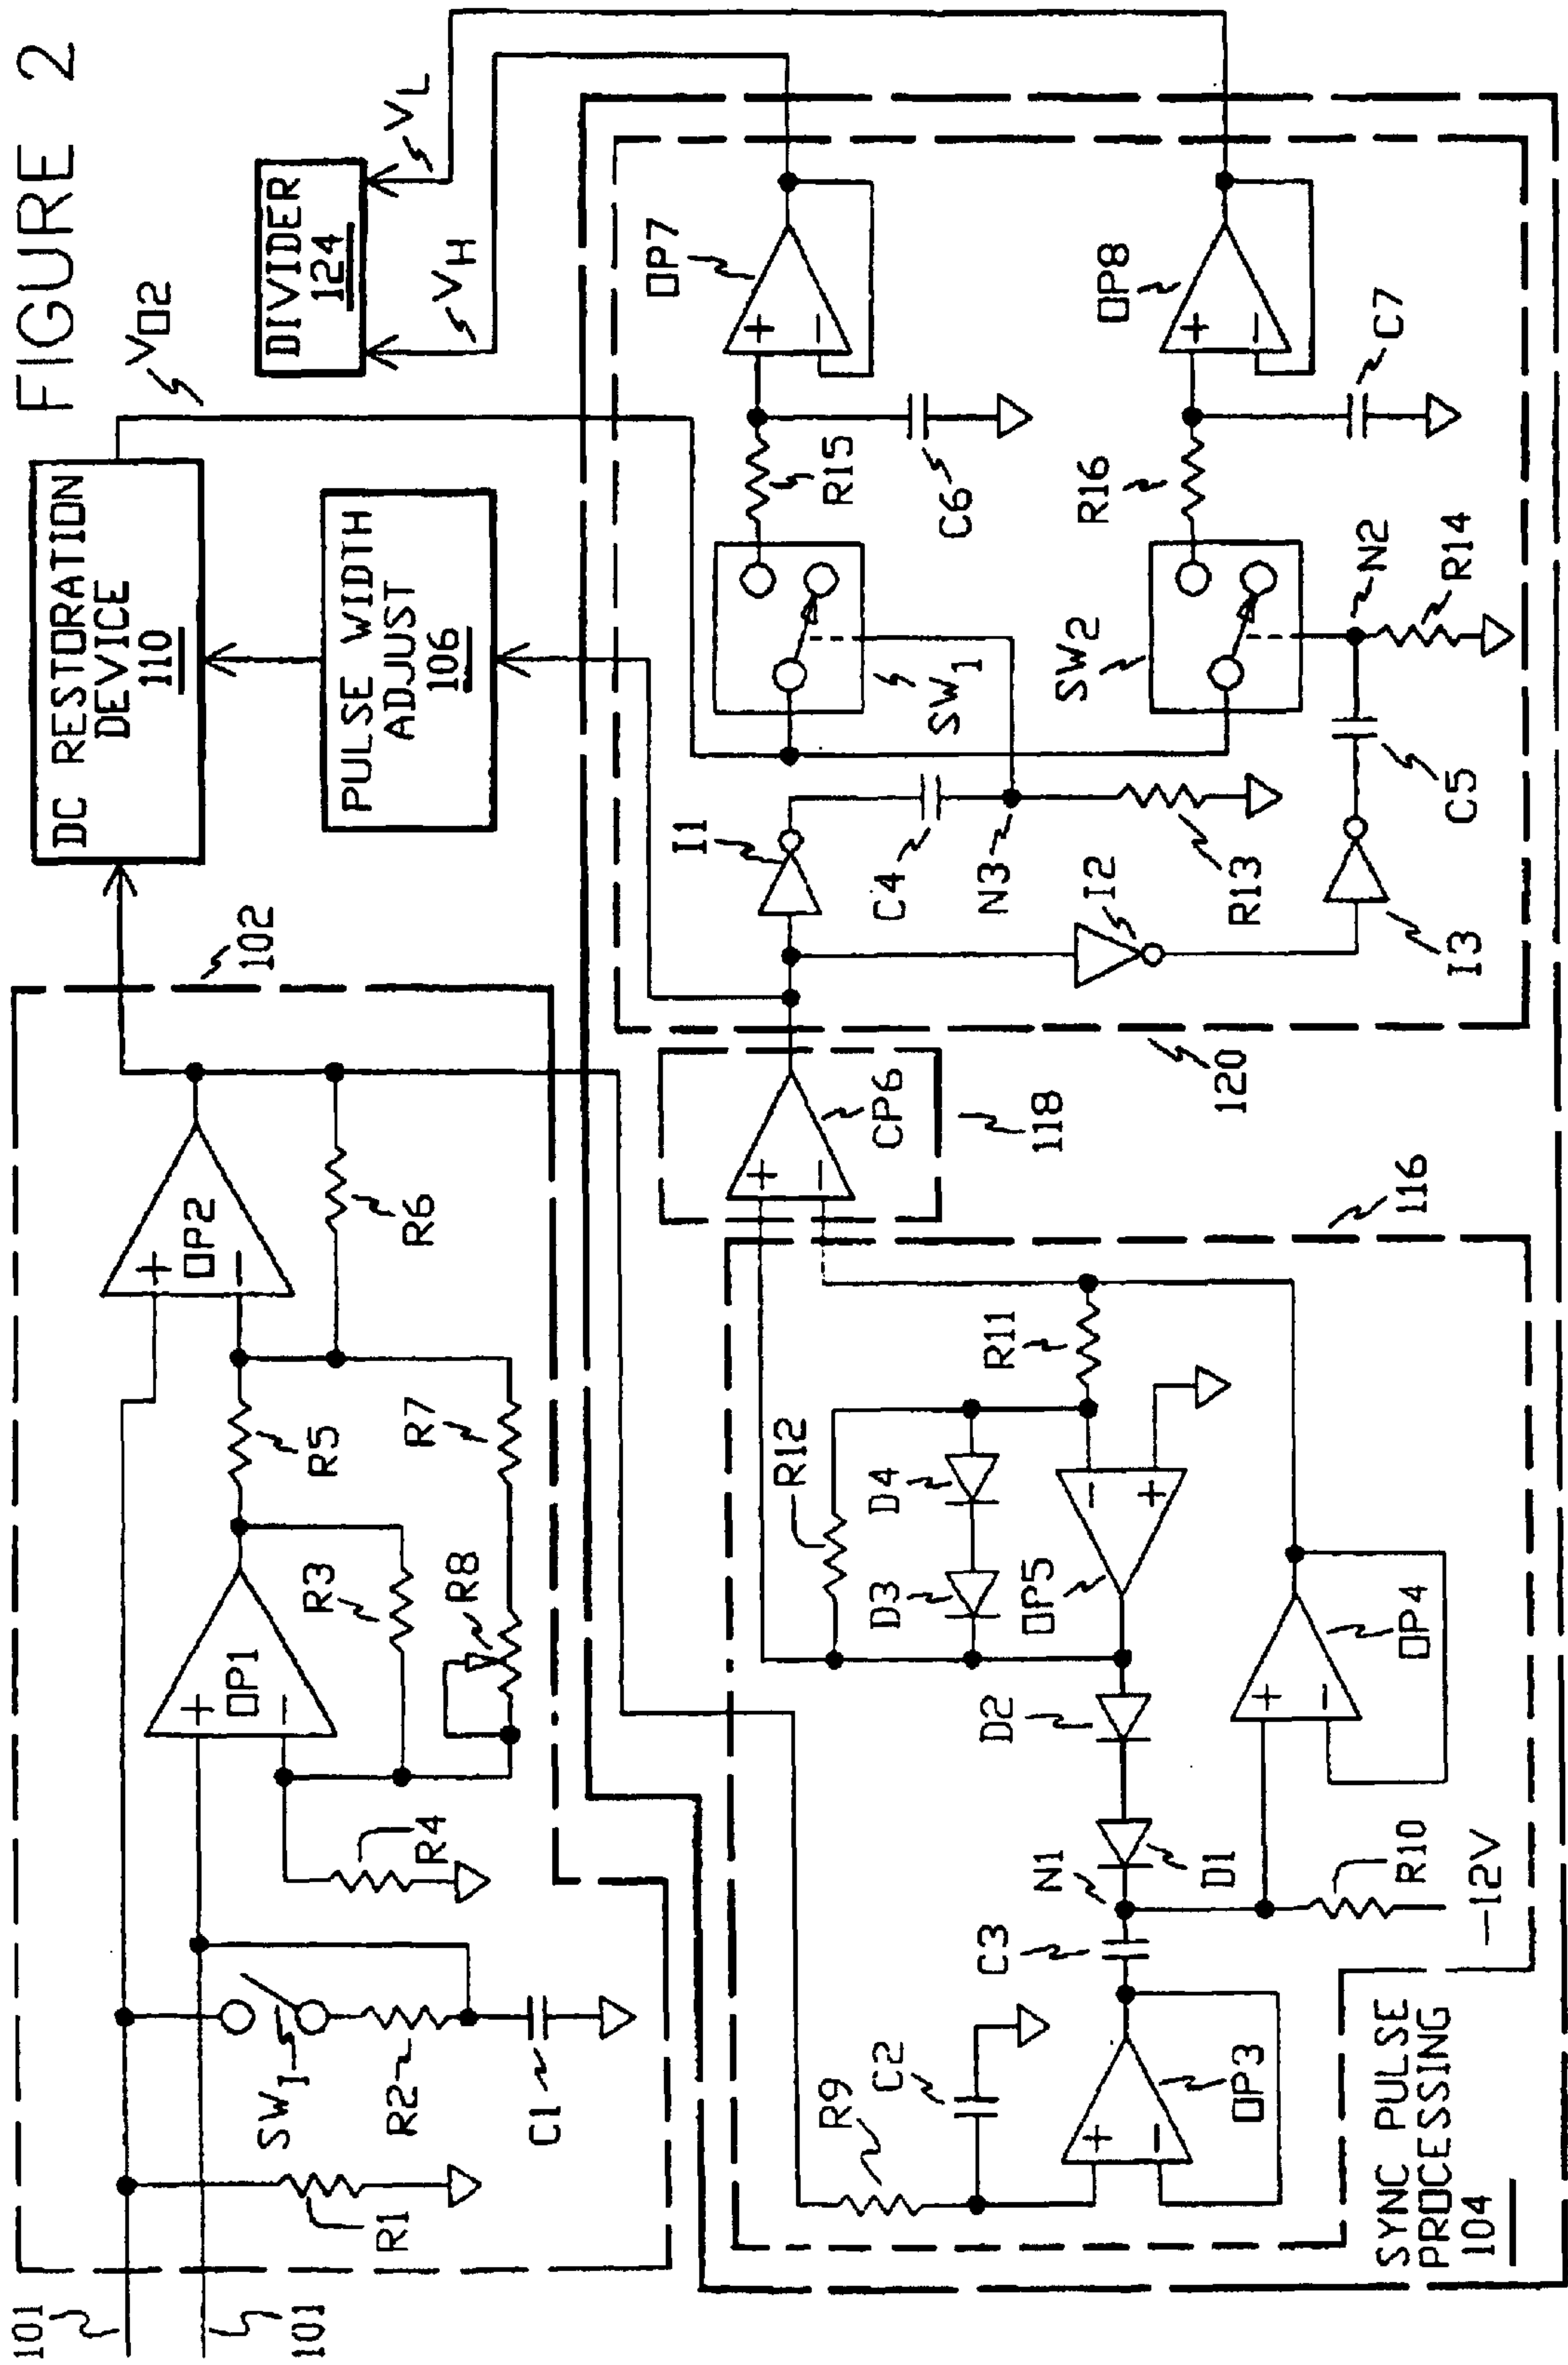 FIGURE 2
101
101
R1
SW1
R2
C1
R4
OP1
+
−
R3
R8
R5
R7
OP2
+
−
R6
102
DC RESTORATION
DEVICE
110
VO2
PULSE WIDTH
ADJUST
106
DIVIDER
124
VH
VL
SYNC PULSE
PROCESSING
104
R9
C2
OP3
+
−
C3
N1
D1
D2
R10
−12V
OP4
+
−
OP5
−
+
D3
D4
R12
R11
116
CP6
+
−
118
120
I1
I2
I3
C4
N3
R13
C5
N2
R14
SW1
SW2
R15
C6
R16
C7
OP7
+
−
OP8
+
−